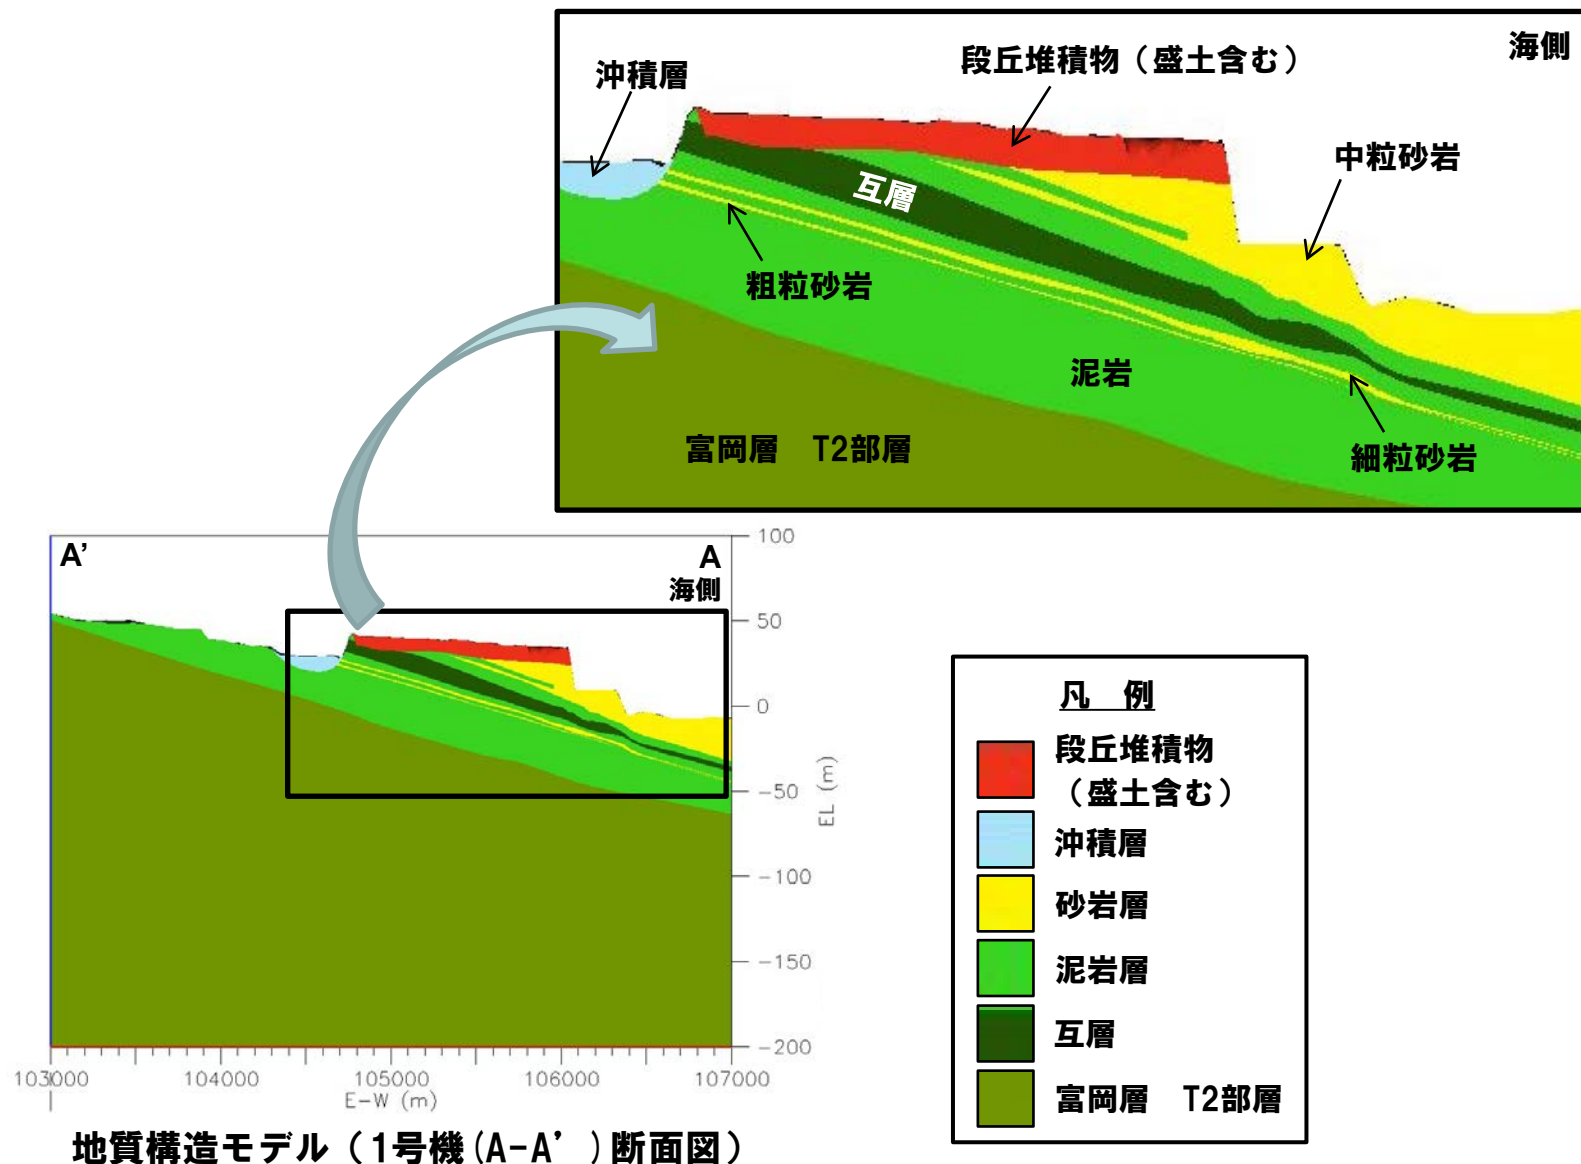 海側
段丘堆積物（盛土含む）
沖積層
中粒砂岩
互層
粗粒砂岩
泥岩
富岡層　T2部層
細粒砂岩
A’
A
海側
100
50
0
-50
-100
-150
-200
EL (m)
103000
104000
105000
106000
107000
E-W (m)
地質構造モデル（1号機(A-A’)断面図）
凡　例
段丘堆積物
（盛土含む）
沖積層
砂岩層
泥岩層
互層
富岡層　T2部層